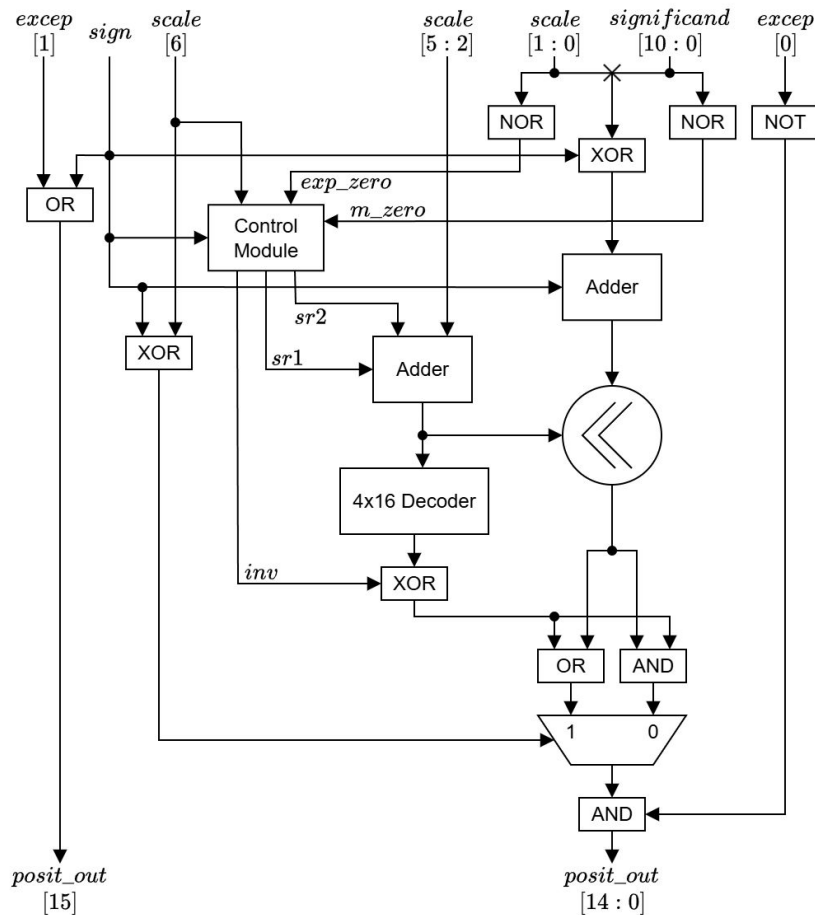 excep
[1]
sign
scale
[6]
scale
[5 : 2]
scale
[1 : 0]
significand
[10 : 0]
excep
[0]
NOR
NOR
NOT
XOR
OR
exp_zero
m_zero
Control
Module
Adder
sr2
XOR
sr1
Adder
4x16 Decoder
inv
XOR
OR
AND
1
0
AND
posit_out
[15]
posit_out
[14 : 0]